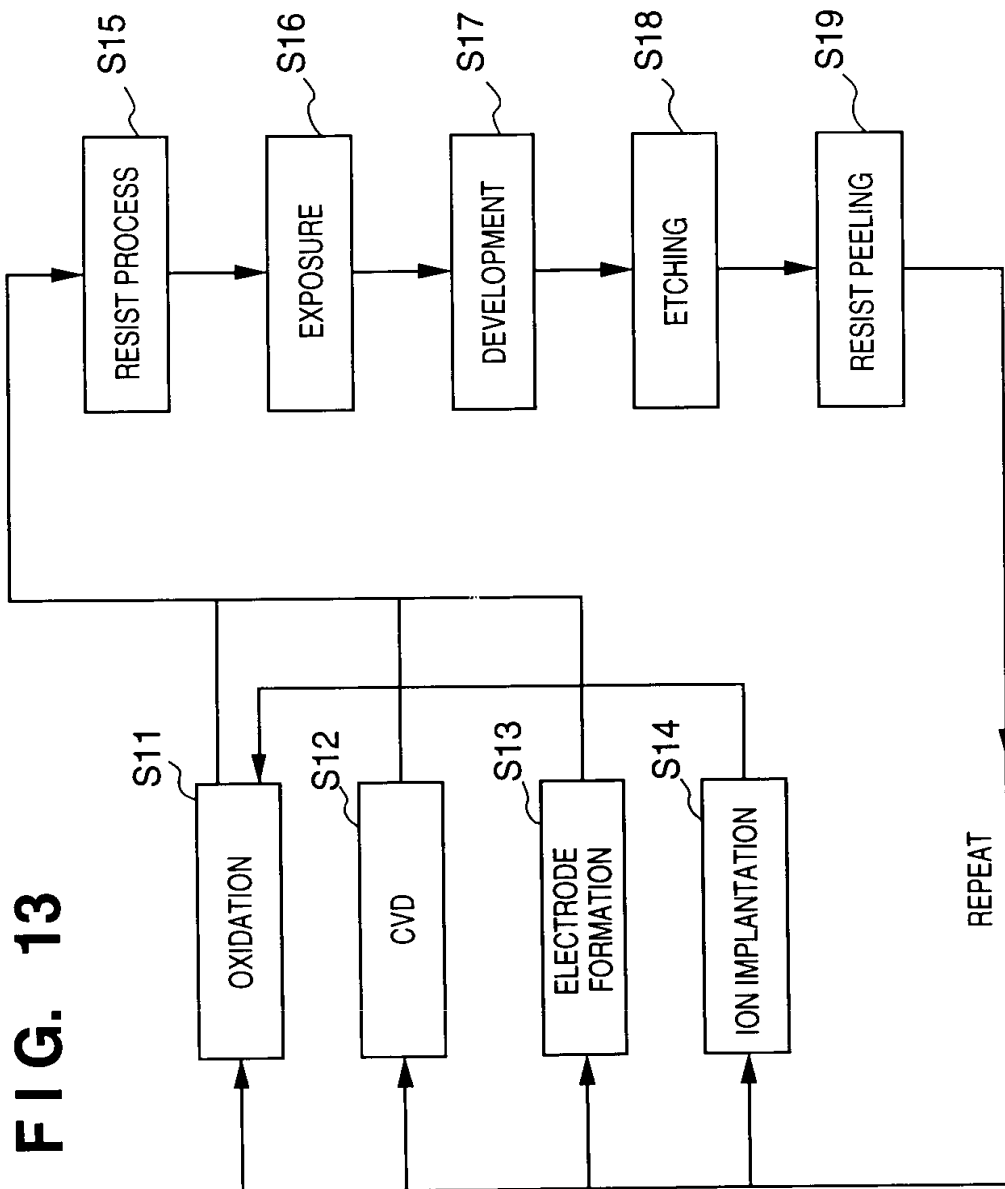 FIG. 13
S11
OXIDATION
S12
CVD
S13
ELECTRODE
FORMATION
S14
ION IMPLANTATION
S15
RESIST PROCESS
S16
EXPOSURE
S17
DEVELOPMENT
S18
ETCHING
S19
RESIST PEELING
REPEAT